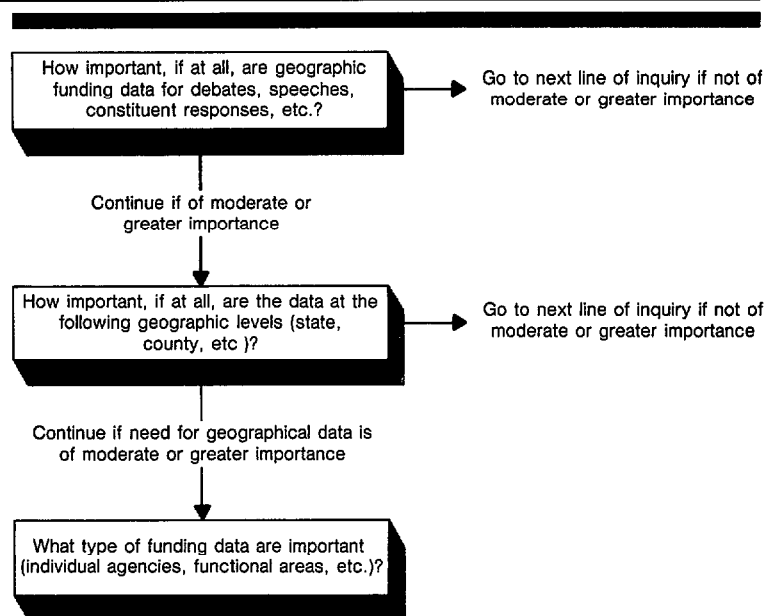 How important, if at all, are geographic
funding data for debates, speeches,
constituent responses, etc.?
Go to next line of inquiry if not of
moderate or greater importance
Continue if of moderate or
greater importance
How important, if at all, are the data at the
following geographic levels (state,
county, etc )?
Go to next line of inquiry if not of
moderate or greater importance
Continue if need for geographical data is
of moderate or greater importance
What type of funding data are important
(individual agencies, functional areas, etc.)?